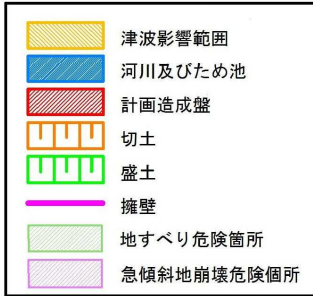 津波影響範囲
河川及びため池
計画造成盤
切土
盛土
擁壁
地すべり危険箇所
急傾斜地崩壊危険個所